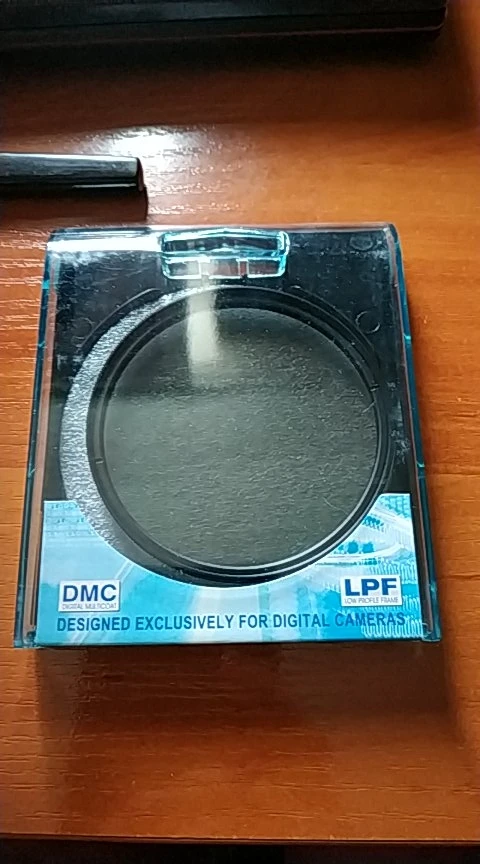 DMC
DIGITAL MULTICOAT
LPF
LOW PROFILE FRAME
DESIGNED EXCLUSIVELY FOR DIGITAL CAMERAS